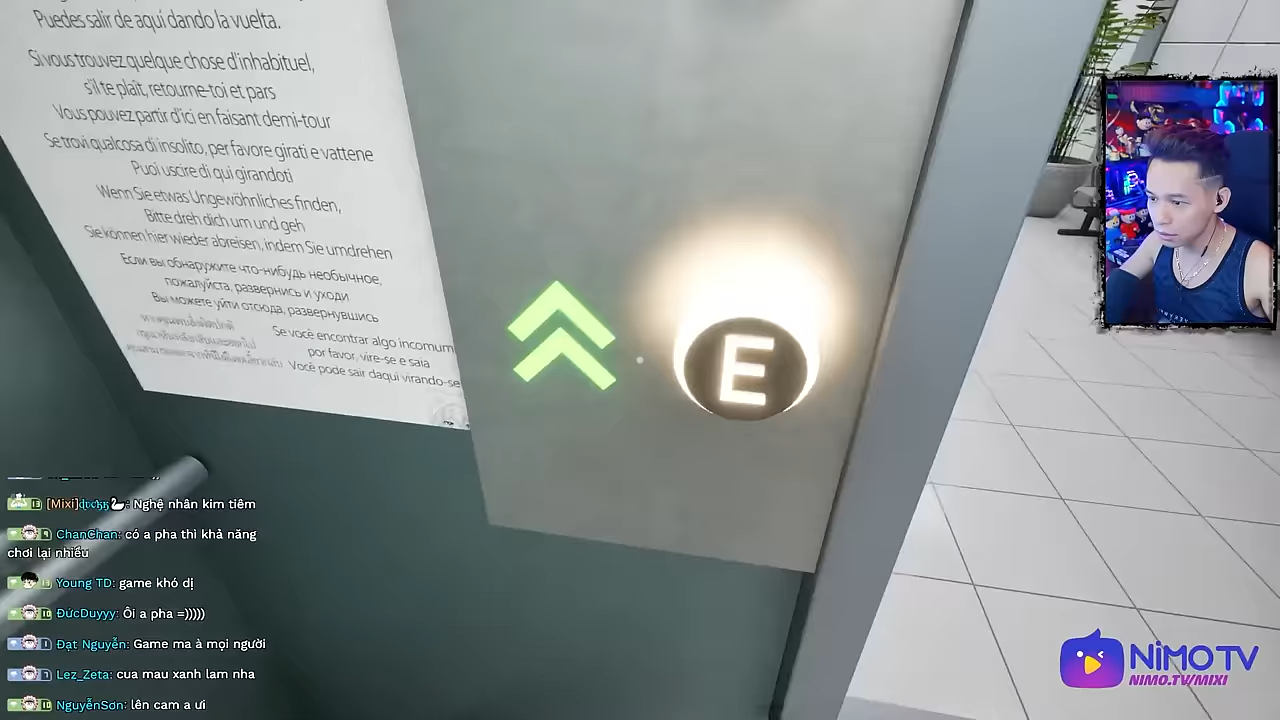 Puedes salir de aquí dando la vuelta.
Si vous trouvez quelque chose d'inhabituel,
s'il te plaît, retourne-toi et pars
Vous pouvez partir d'ici en faisant demi-tour
Se trovi qualcosa di insolito, per favore girati e vattene
Puoi uscire di qui girandoti
Wenn Sie etwas Ungewöhnliches finden,
Bitte dreh dich um und geh
Sie können hier wieder abreisen, indem Sie umdrehen
Если вы обнаружите что-нибудь необычное,
пожалуйста, развернись и уходи
Вы можете уйти отсюда, развернувшись
Se você encontrar algo incomum
por favor, vire-se e saia
Você pode sair daqui virando-se
E
[Mixi]: Nghệ nhân kim tiêm
ChanChan: có a pha thì khả năng
chơi lại nhiều
Young TD: game khó dị
ĐứcDuyyy: Ôi a pha =)))))
Đạt Nguyễn: Game ma à mọi người
Lez_Zeta: cua mau xanh lam nha
NguyễnSơn: lên cam a ưi
NIMO TV
NIMO.TV/MIXI